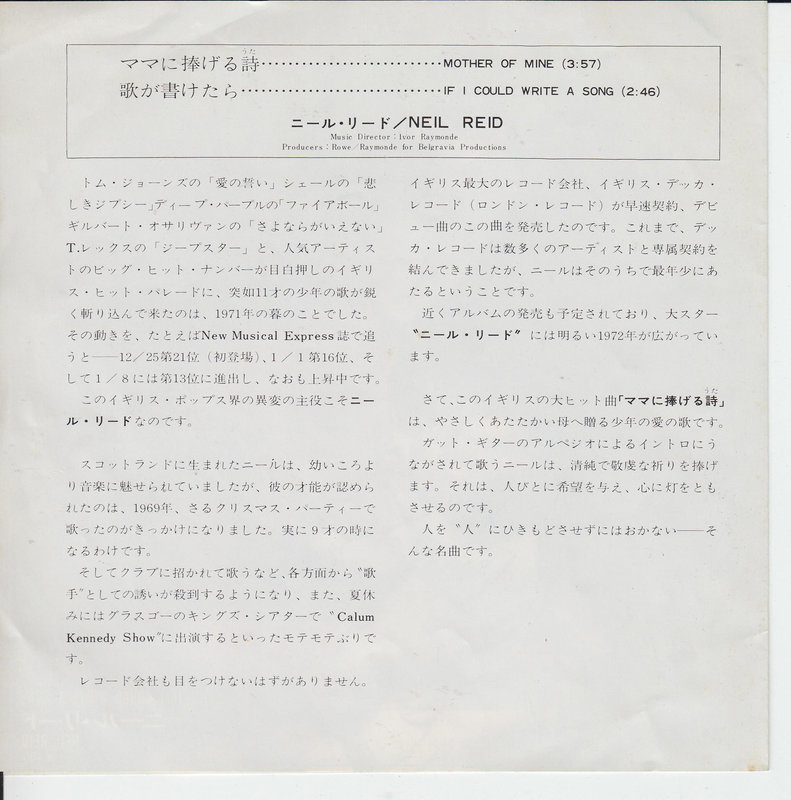 うた
ママに捧げる詩…………………………MOTHER OF MINE (3:57)
歌が書けたら…………………………IF I COULD WRITE A SONG (2:46)
ニール・リード／NEIL REID
Music Director : Ivor Raymonde
Producers : Rowe／Raymonde for Belgravia Productions
トム・ジョーンズの「愛の誓い」シェールの「悲
しきジプシー」ディープ・パープルの「ファイアボール」
ギルバート・オサリヴァンの「さよならがいえない」
T.レックスの「ジープスター」と、人気アーティス
トのビッグ・ヒット・ナンバーが目白押しのイギリ
ス・ヒット・パレードに、突如11才の少年の歌が鋭
く斬り込んで来たのは、1971年の暮のことでした。
その動きを、たとえばNew Musical Express誌で追
うと――12／25第21位（初登場）、1／1第16位、そ
して1／8には第13位に進出し、なおも上昇中です。
このイギリス・ポップス界の異変の主役こそニー
ル・リードなのです。
スコットランドに生まれたニールは、幼いころよ
り音楽に魅せられていましたが、彼の才能が認めら
れたのは、1969年、さるクリスマス・パーティーで
歌ったのがきっかけになりました。実に9才の時に
なるわけです。
そしてクラブに招かれて歌うなど、各方面から〝歌
手〟としての誘いが殺到するようになり、また、夏休
みにはグラスゴーのキングズ・シアターで〝Calum
Kennedy Show〟に出演するといったモテモテぶりで
す。
レコード会社も目をつけないはずがありません。
イギリス最大のレコード会社、イギリス・デッカ・
レコード（ロンドン・レコード）が早速契約、デビ
ュー曲のこの曲を発売したのです。これまで、デッ
カ・レコードは数多くのアーティストと専属契約を
結んできましたが、ニールはそのうちで最年少にあ
たるということです。
近くアルバムの発売も予定されており、大スター
〝ニール・リード〟には明るい1972年が広がってい
ます。
うた
さて、このイギリスの大ヒット曲「ママに捧げる詩」
は、やさしくあたたかい母へ贈る少年の愛の歌です。
ガット・ギターのアルペジオによるイントロにう
ながされて歌うニールは、清純で敬虔な祈りを捧げ
ます。それは、人びとに希望を与え、心に灯をとも
させるのです。
人を〝人〟にひきもどさせずにはおかない――そ
んな名曲です。